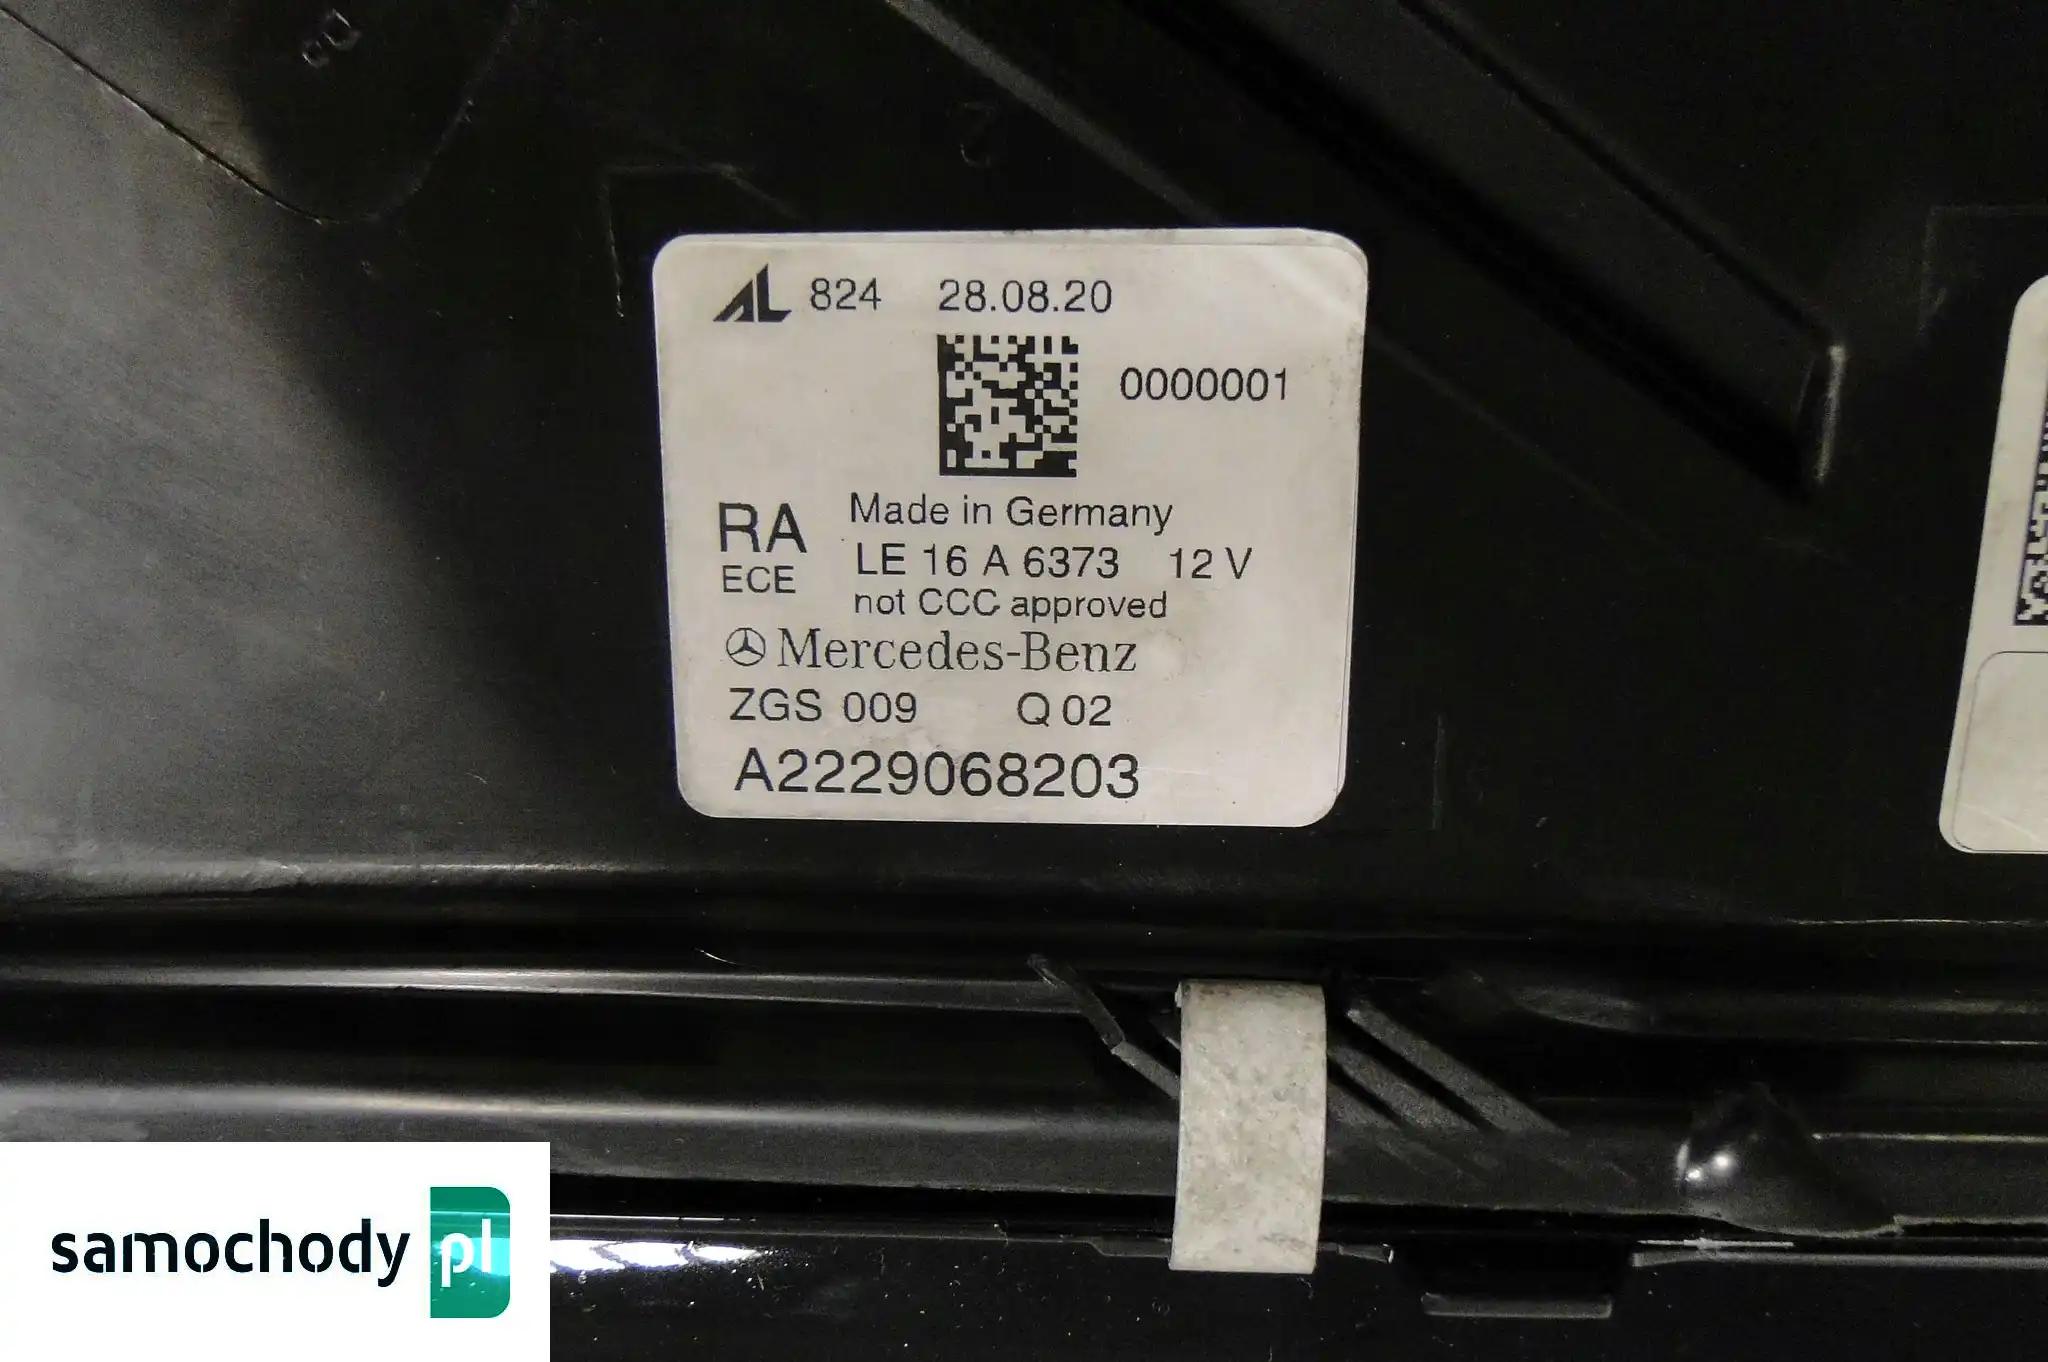 AL 824 28.08.20
0000001
RA Made in Germany
ECE LE 16 A 6373 12 V
not CCC approved
Mercedes-Benz
ZGS 009 Q 02
A2229068203
samochody pl